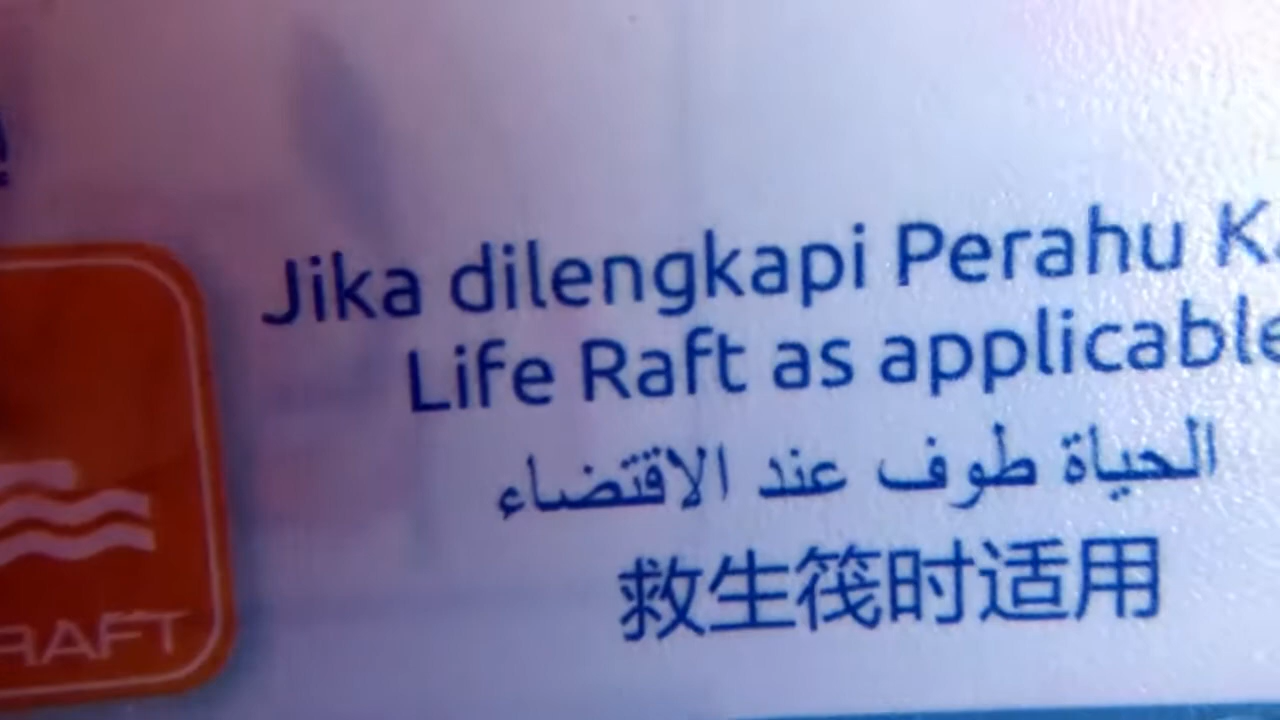 Jika dilengkapi Perahu
Life Raft as applicable
الحياة طوف عند الاقتضاء
救生筏时适用
RAFT